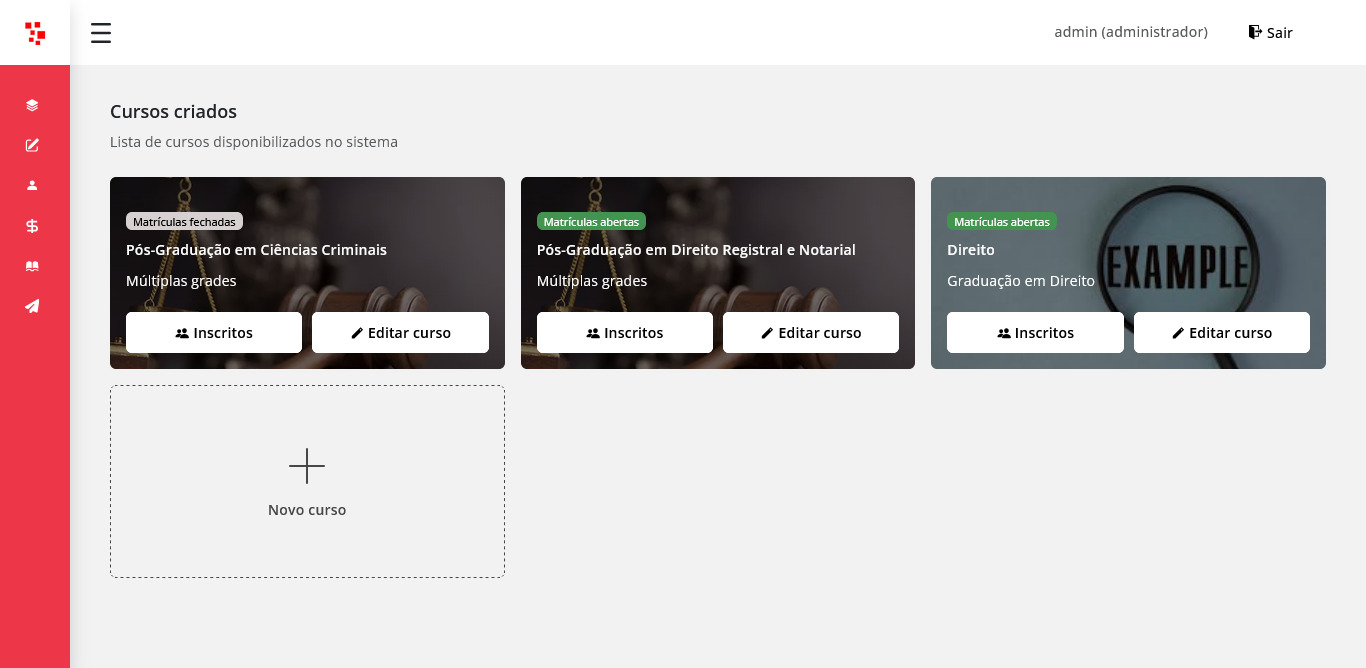 admin (administrador)
Sair
Cursos criados
Lista de cursos disponibilizados no sistema
Matrículas fechadas
Pós-Graduação em Ciências Criminais
Múltiplas grades
Inscritos
Editar curso
Matrículas abertas
Pós-Graduação em Direito Registral e Notarial
Múltiplas grades
Inscritos
Editar curso
Matrículas abertas
Direito
Graduação em Direito
EXAMPLE
Inscritos
Editar curso
Novo curso